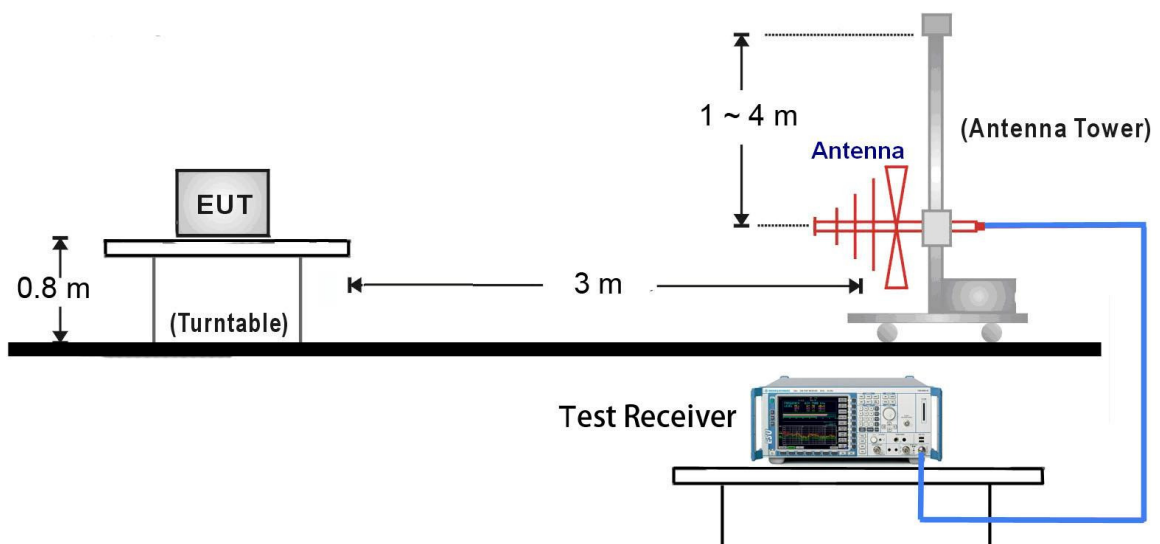 1 ~ 4 m
(Antenna Tower)
Antenna
EUT
0.8 m
3 m
(Turntable)
Test Receiver